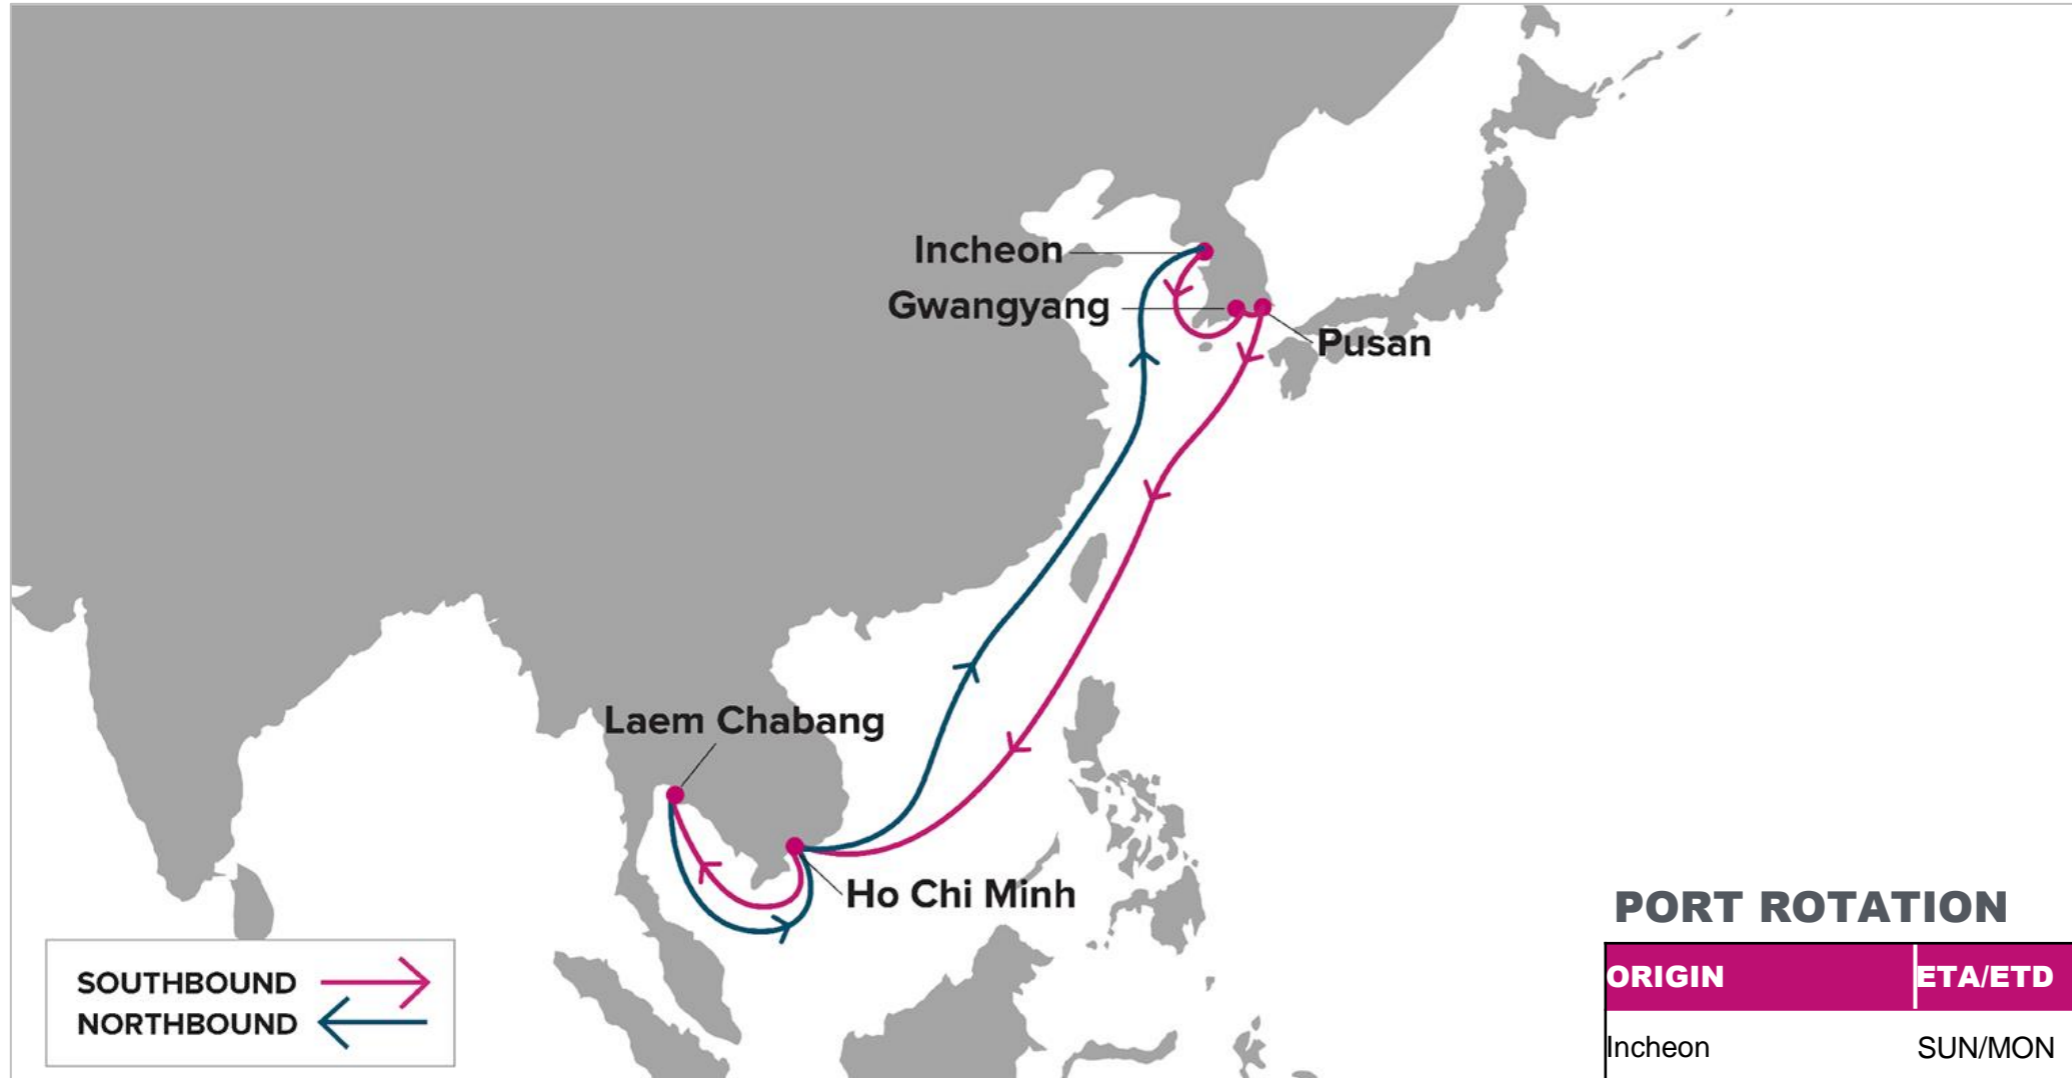 Incheon
Gwangyang
Pusan
Laem Chabang
Ho Chi Minh
SOUTHBOUND
NORTHBOUND
PORT ROTATION
ORIGIN ETA/ETD
Incheon SUN/MON